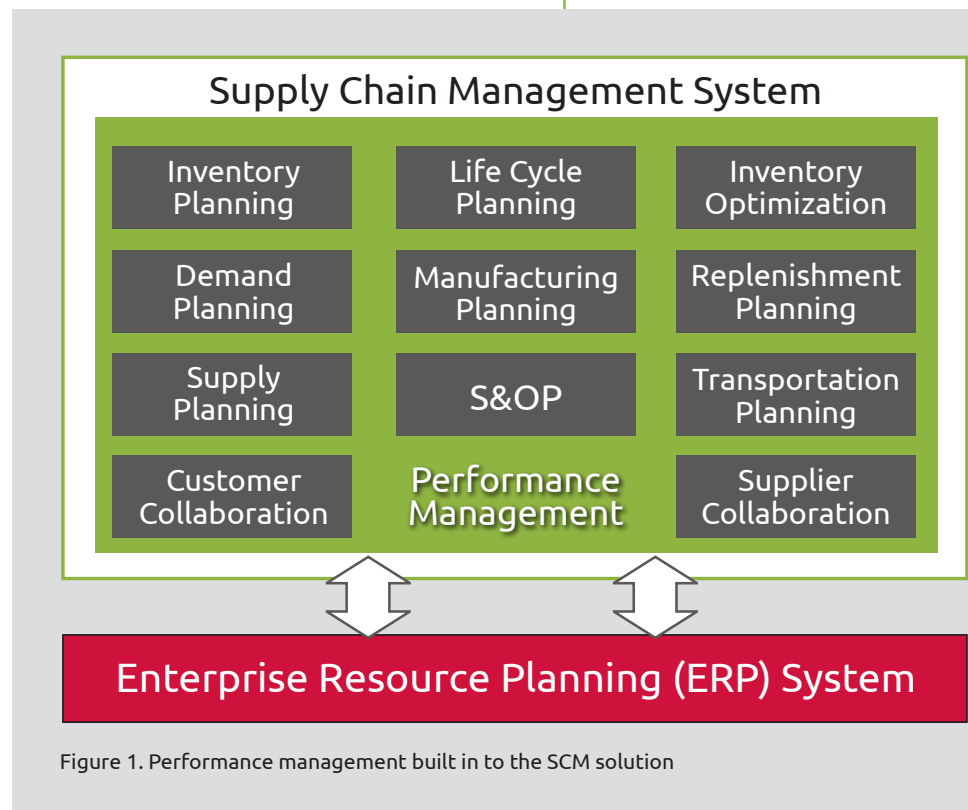 Supply Chain Management System
Inventory
Planning
Life Cycle
Planning
Inventory
Optimization
Demand
Planning
Manufacturing
Planning
Replenishment
Planning
Supply
Planning
S&OP
Transportation
Planning
Customer
Collaboration
Performance
Management
Supplier
Collaboration
Enterprise Resource Planning (ERP) System
Figure 1. Performance management built in to the SCM solution